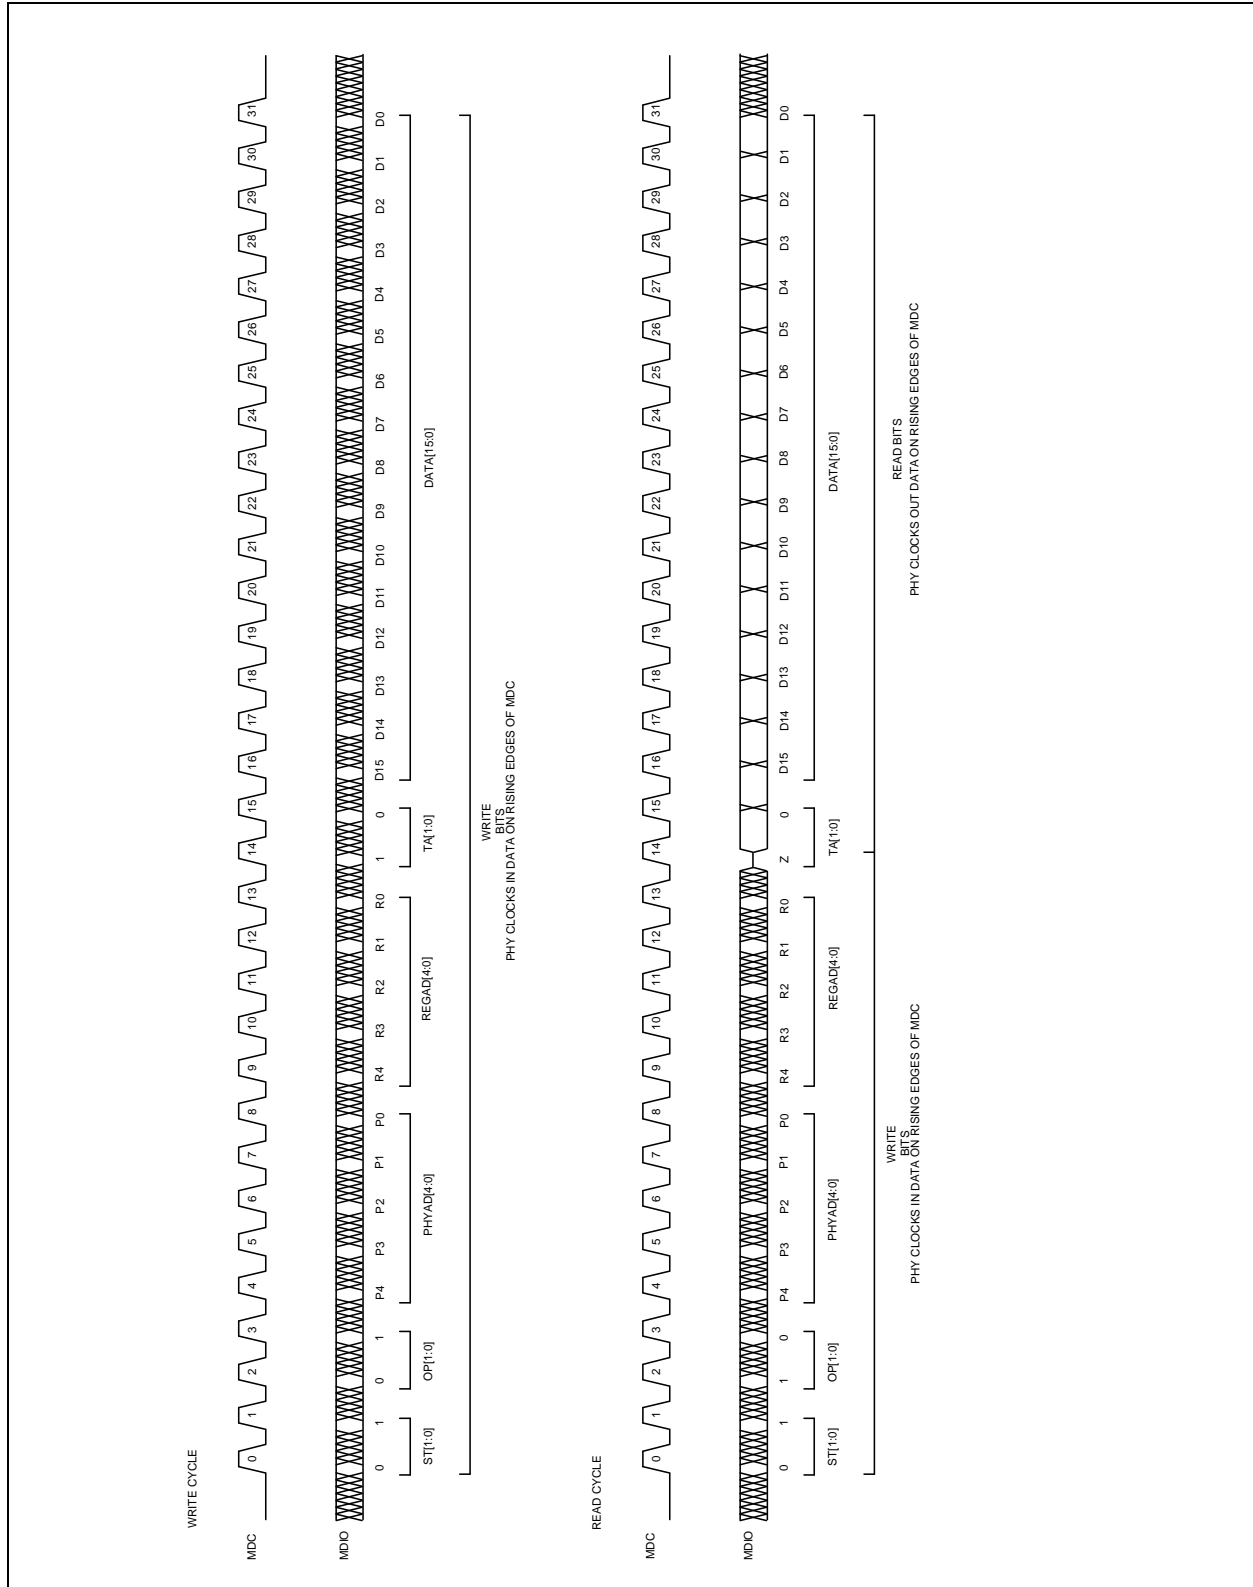 WRITE CYCLE
MDC
0 1 2 3 4 5 6 7 8 9 10 11 12 13 14 15 16 17 18 19 20 21 22 23 24 25 26 27 28 29 30 31
MDIO
0 1 0 1 P4 P3 P2 P1 P0 R4 R3 R2 R1 R0 1 0 D15 D14 D13 D12 D11 D10 D9 D8 D7 D6 D5 D4 D3 D2 D1 D0
ST[1:0] OP[1:0] PHYAD[4:0] REGAD[4:0] TA[1:0] DATA[15:0]
WRITE
BITS
PHY CLOCKS IN DATA ON RISING EDGES OF MDC
READ CYCLE
MDC
0 1 2 3 4 5 6 7 8 9 10 11 12 13 14 15 16 17 18 19 20 21 22 23 24 25 26 27 28 29 30 31
MDIO
0 1 1 0 P4 P3 P2 P1 P0 R4 R3 R2 R1 R0 Z 0 D15 D14 D13 D12 D11 D10 D9 D8 D7 D6 D5 D4 D3 D2 D1 D0
ST[1:0] OP[1:0] PHYAD[4:0] REGAD[4:0] TA[1:0] DATA[15:0]
WRITE
BITS
PHY CLOCKS IN DATA ON RISING EDGES OF MDC
READ BITS
PHY CLOCKS OUT DATA ON RISING EDGES OF MDC